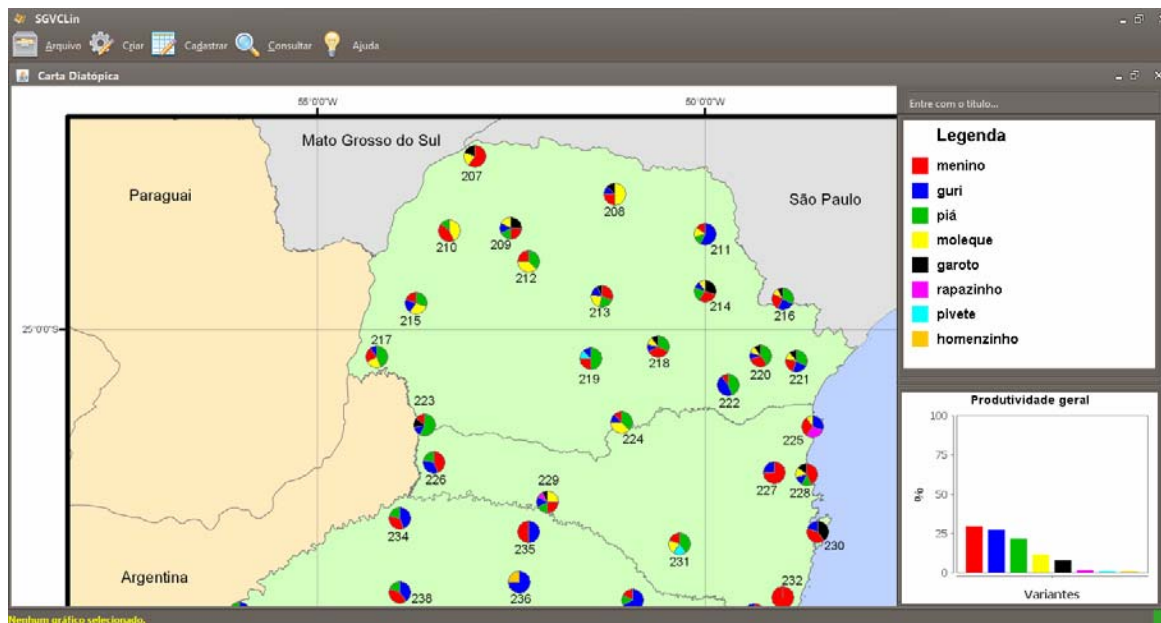 SGVCLin
Arquivo Criar Cadastrar Consultar Ajuda
Carta Diatópica
55°0'0"W 50°0'0"W
Entre com o título...
Mato Grosso do Sul
Paraguai
São Paulo
207
208
209
210
211
212
213
214
215
216
25°0'0"S
217
218
219
220
221
222
223
224
225
226
227
228
229
230
231
232
234
235
236
238
Argentina
Legenda
menino
guri
piá
moleque
garoto
rapazinho
pivete
homenzinho
Produtividade geral
100
75
50
25
0
%
Variantes
Nenhum gráfico selecionado.